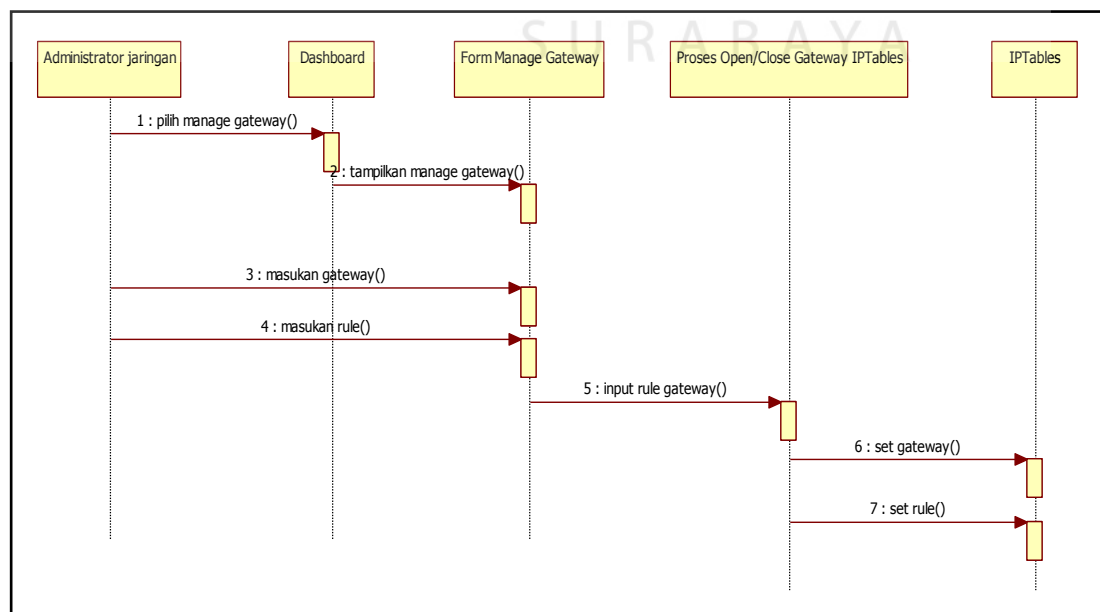 SURABAYA
Administrator jaringan
Dashboard
Form Manage Gateway
Proses Open/Close Gateway IPTables
IPTables
1 : pilih manage gateway()
2 : tampilkan manage gateway()
3 : masukan gateway()
4 : masukan rule()
5 : input rule gateway()
6 : set gateway()
7 : set rule()